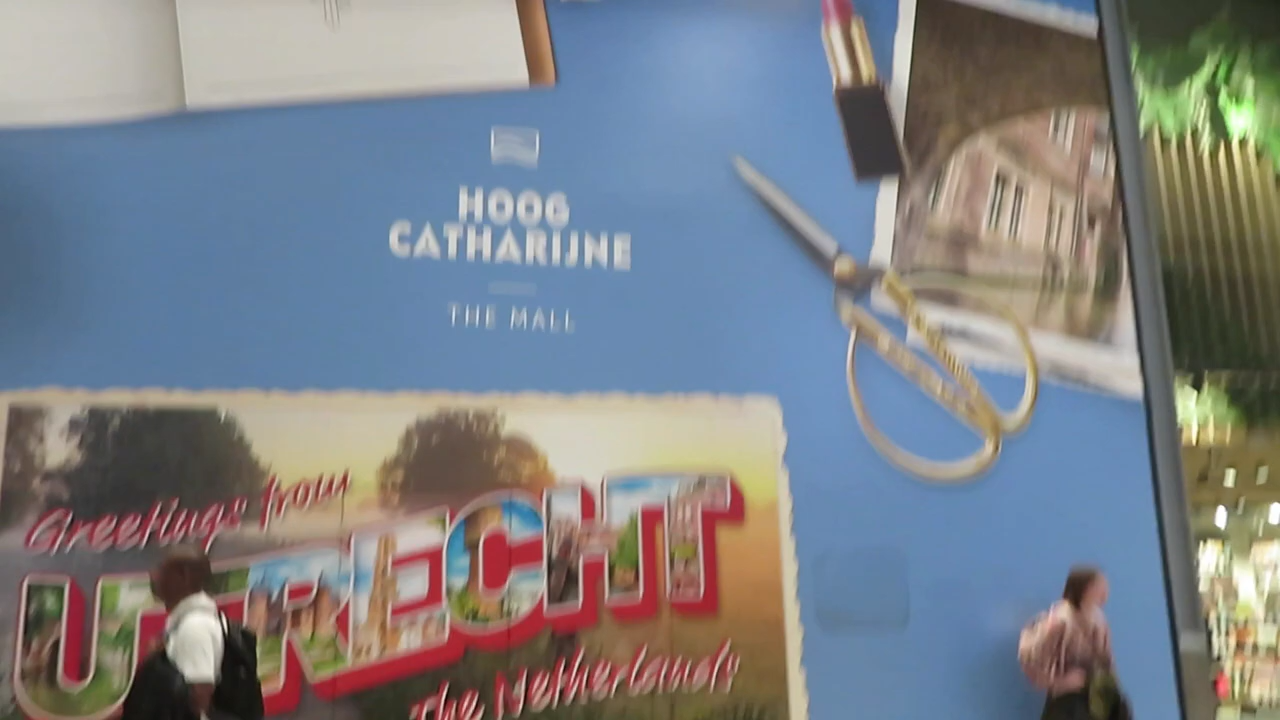 HOOG
CATHARIJNE
THE MALL
Greetings from
UTRECHT
The Netherlands